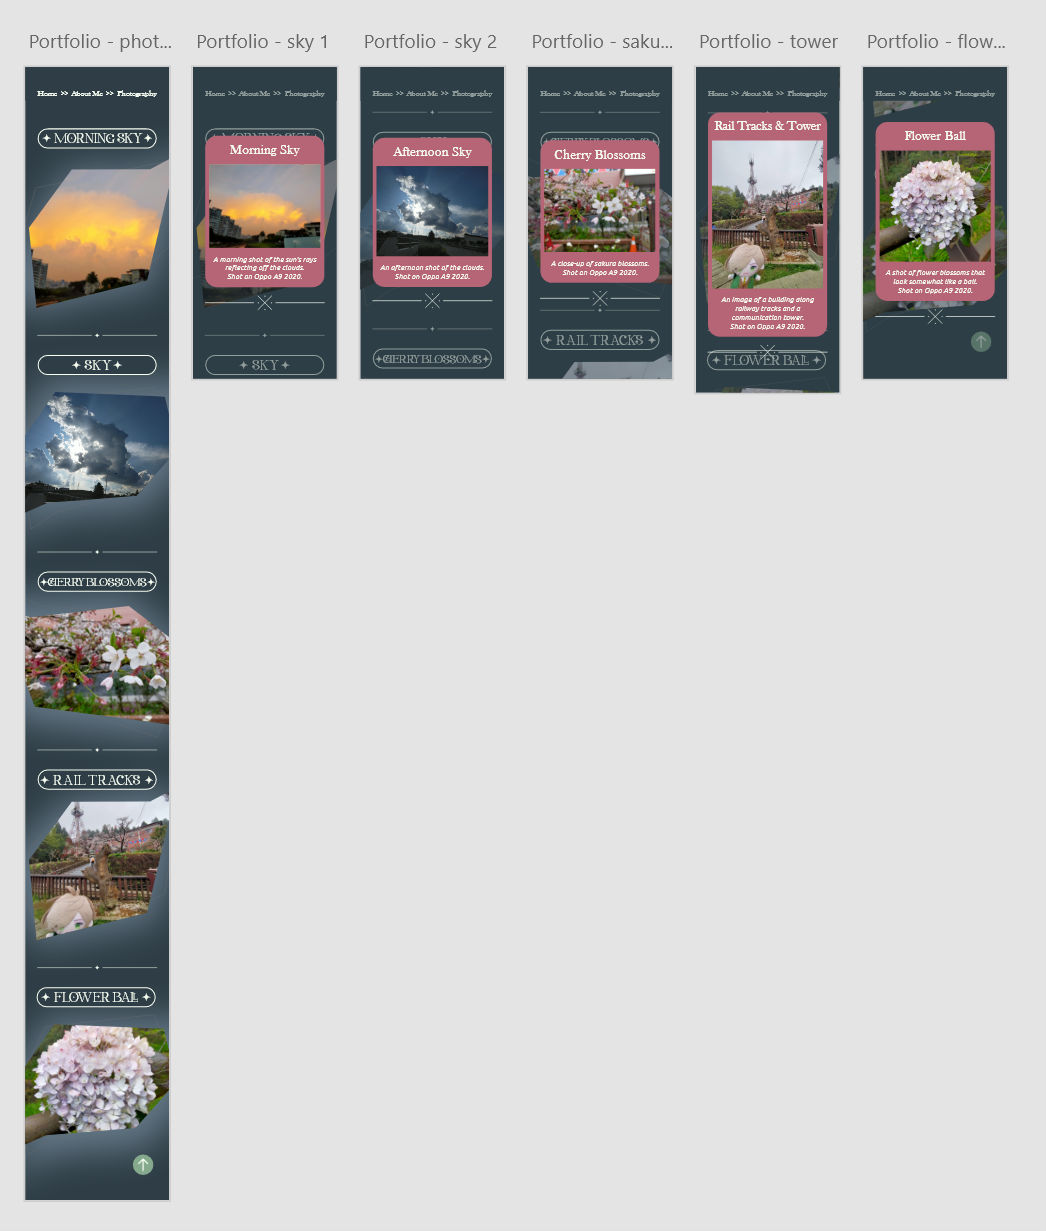 Portfolio - phot...
Home >> About Me >> Photography
MORNING SKY
SKY
CHERRY BLOSSOMS
RAIL TRACKS
FLOWER BALL
Portfolio - sky 1
Home >> About Me >> Photography
MORNING SKY
Morning Sky
A morning shot of the sun's rays
reflecting off the clouds.
Shot on Oppo A9 2020.
SKY
Portfolio - sky 2
Home >> About Me >> Photography
Afternoon Sky
An afternoon shot of the clouds.
Shot on Oppo A9 2020.
CHERRY BLOSSOMS
Portfolio - saku...
Home >> About Me >> Photography
CHERRY BLOSSOMS
Cherry Blossoms
A close-up of sakura blossoms.
Shot on Oppo A9 2020.
RAIL TRACKS
Portfolio - tower
Home >> About Me >> Photography
Rail Tracks & Tower
An image of a building along
railway tracks and a
communication tower.
Shot on Oppo A9 2020.
FLOWER BALL
Portfolio - flow...
Home >> About Me >> Photography
Flower Ball
A shot of flower blossoms that
look somewhat like a ball.
Shot on Oppo A9 2020.